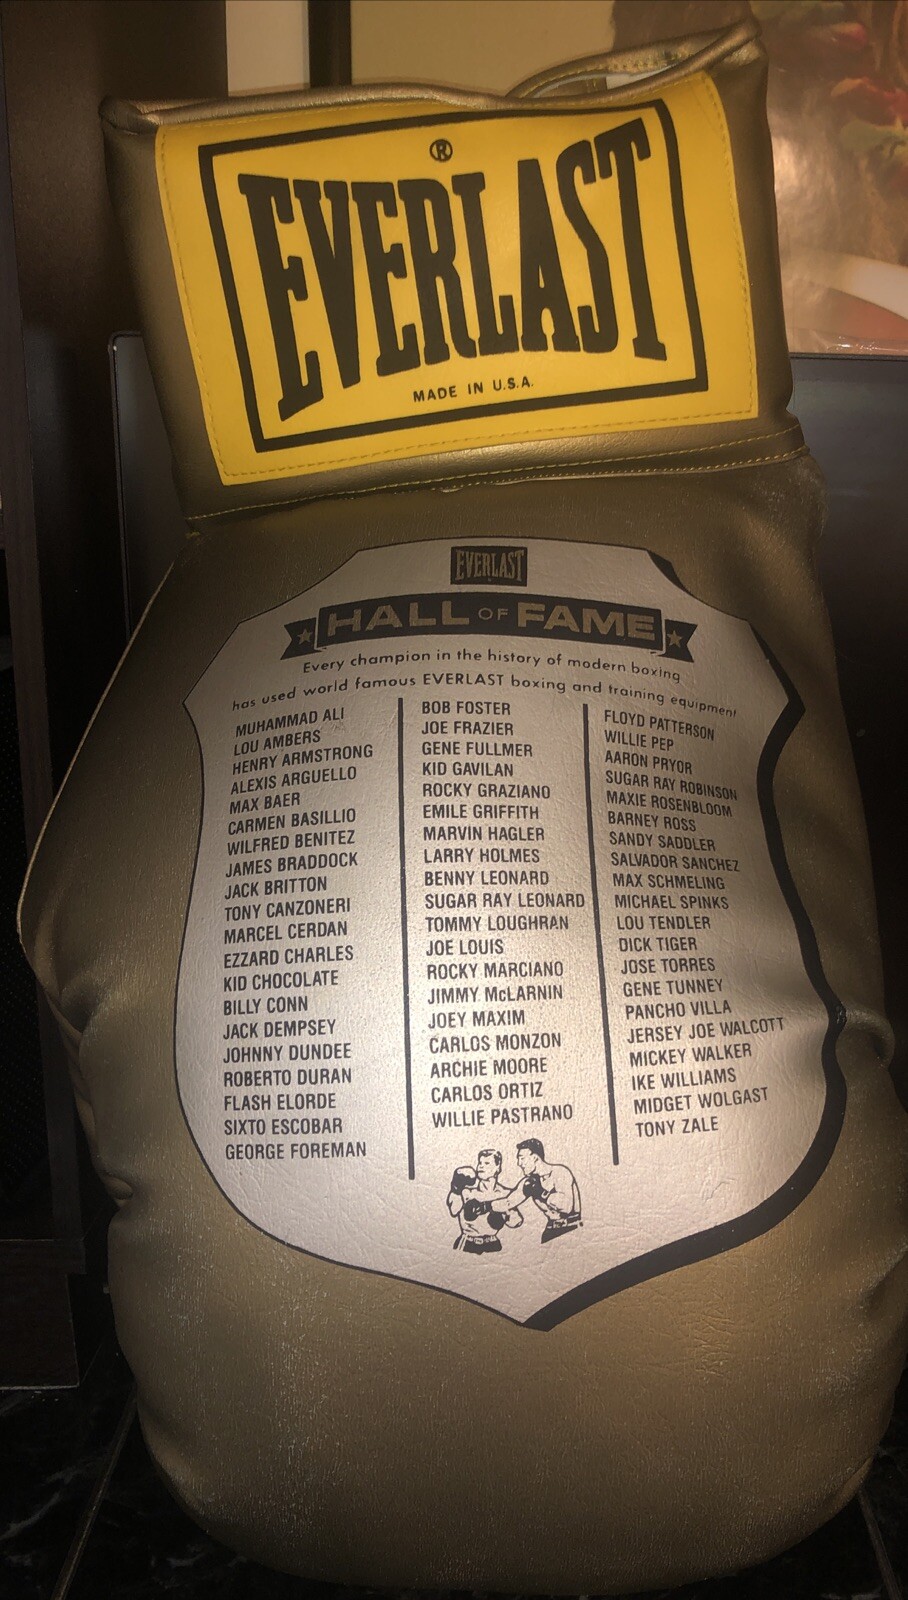 ®
EVERLAST
MADE IN U.S.A.
EVERLAST
HALL OF FAME
Every champion in the history of modern boxing
has used world famous EVERLAST boxing and training equipment
MUHAMMAD ALI
LOU AMBERS
HENRY ARMSTRONG
ALEXIS ARGUELLO
MAX BAER
CARMEN BASILLIO
WILFRED BENITEZ
JAMES BRADDOCK
JACK BRITTON
TONY CANZONERI
MARCEL CERDAN
EZZARD CHARLES
KID CHOCOLATE
BILLY CONN
JACK DEMPSEY
JOHNNY DUNDEE
ROBERTO DURAN
FLASH ELORDE
SIXTO ESCOBAR
GEORGE FOREMAN
BOB FOSTER
JOE FRAZIER
GENE FULLMER
KID GAVILAN
ROCKY GRAZIANO
EMILE GRIFFITH
MARVIN HAGLER
LARRY HOLMES
BENNY LEONARD
SUGAR RAY LEONARD
TOMMY LOUGHRAN
JOE LOUIS
ROCKY MARCIANO
JIMMY McLARNIN
JOEY MAXIM
CARLOS MONZON
ARCHIE MOORE
CARLOS ORTIZ
WILLIE PASTRANO
FLOYD PATTERSON
WILLIE PEP
AARON PRYOR
SUGAR RAY ROBINSON
MAXIE ROSENBLOOM
BARNEY ROSS
SANDY SADDLER
SALVADOR SANCHEZ
MAX SCHMELING
MICHAEL SPINKS
LOU TENDLER
DICK TIGER
JOSE TORRES
GENE TUNNEY
PANCHO VILLA
JERSEY JOE WALCOTT
MICKEY WALKER
IKE WILLIAMS
MIDGET WOLGAST
TONY ZALE